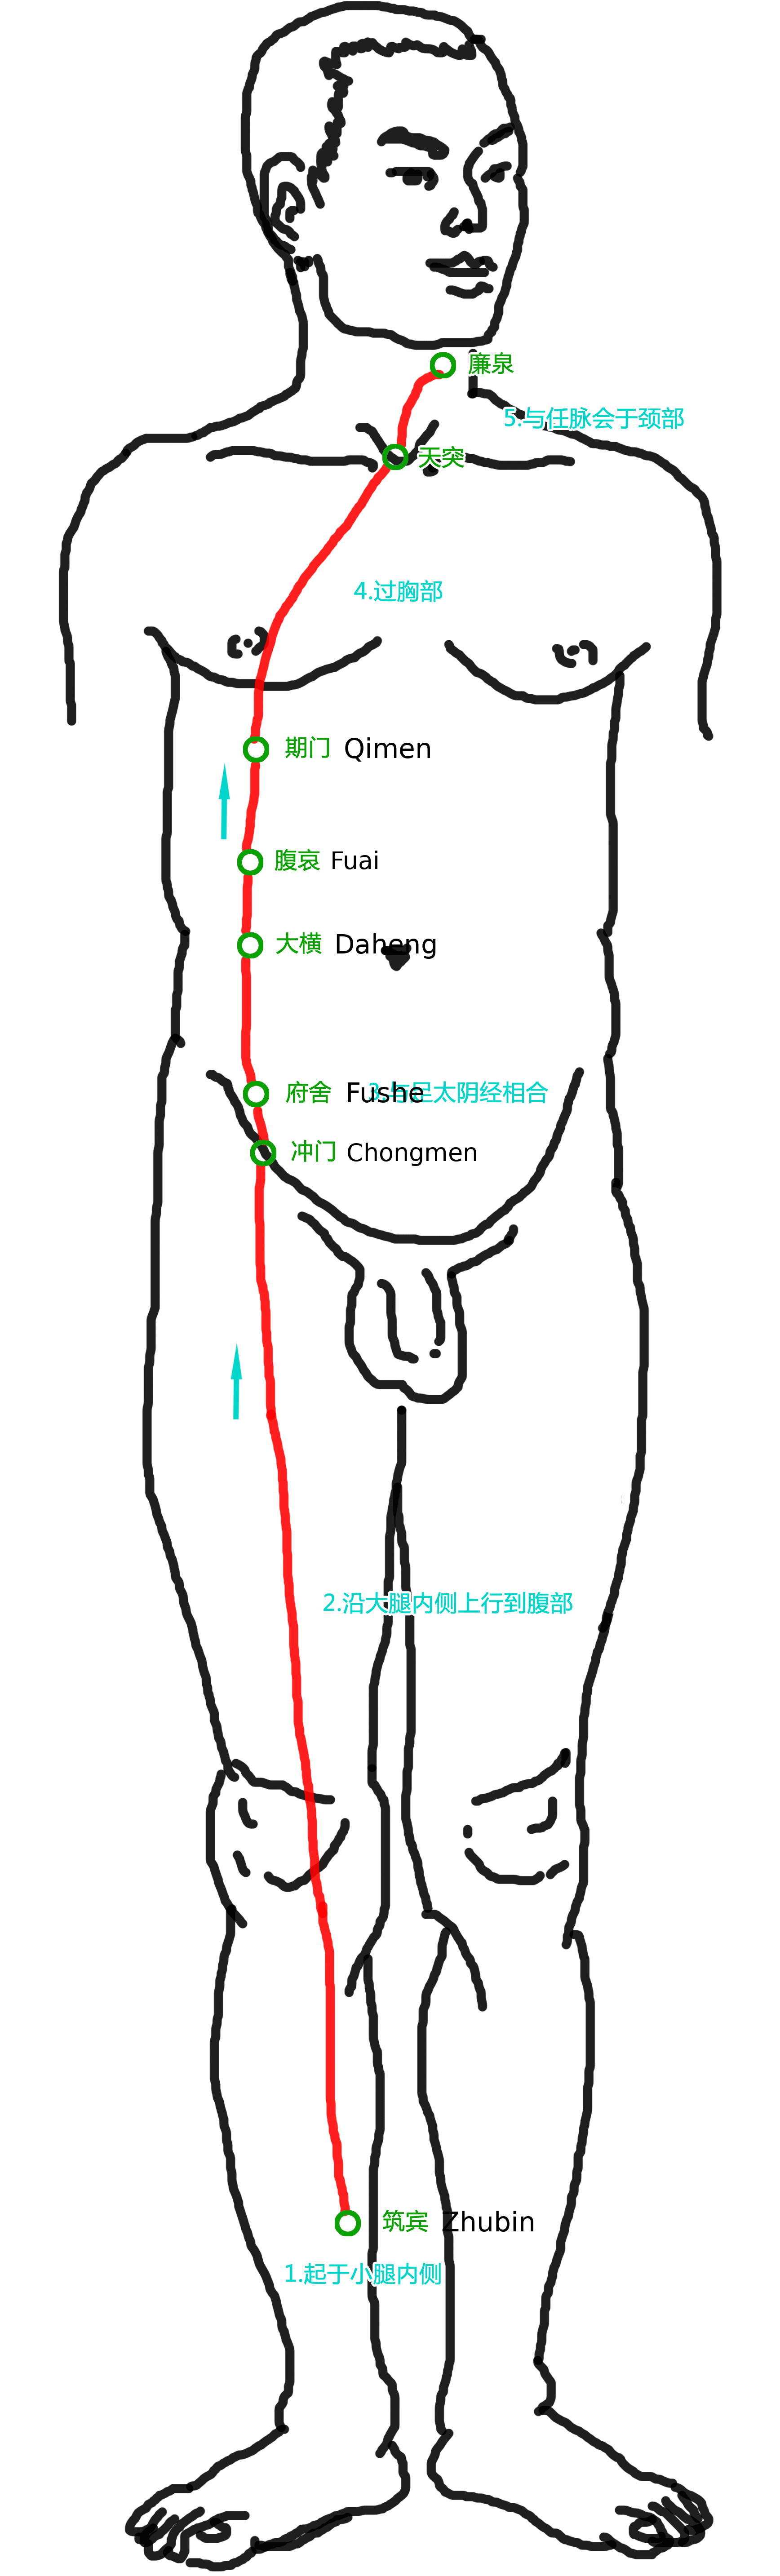 廉泉
5.与任脉会于颈部
天突
4.过胸部
期门 Qimen
腹哀 Fuai
大横 Daheng
府舍 Fushe 3.与足太阴经相合
冲门 Chongmen
2.沿大腿内侧上行到腹部
筑宾 Zhubin
1.起于小腿内侧